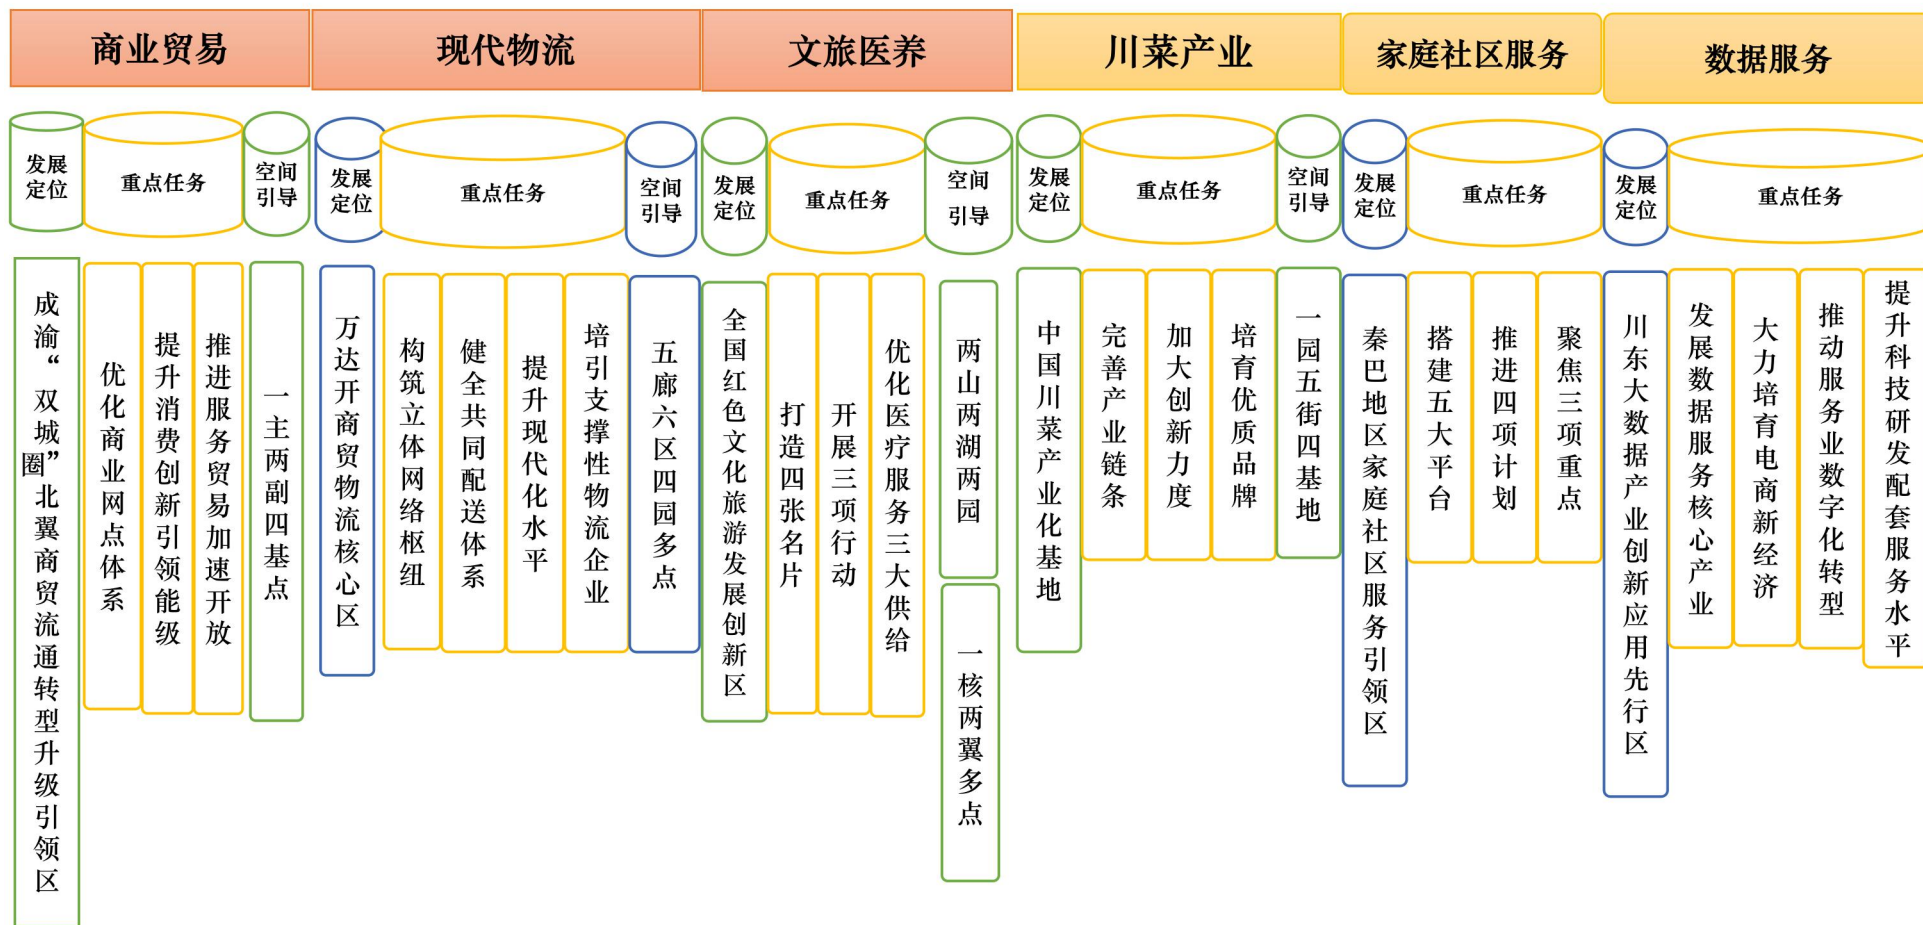 商业贸易
现代物流
文旅医养
川菜产业
家庭社区服务
数据服务
发展
定位
重点任务
空间
引导
发展
定位
重点任务
空间
引导
发展
定位
重点任务
空间
引导
发展
定位
重点任务
空间
引导
发展
定位
重点任务
发展
定位
重点任务
成渝“双城圈”北翼商贸流通转型升级引领区
优化商业网点体系
提升消费创新引领能级
推进服务贸易加速开放
一主两副四基点
万达开商贸物流核心区
构筑立体网络枢纽
健全共同配送体系
提升现代化水平
培引支撑性物流企业
五廊六区四园多点
全国红色文化旅游发展创新区
打造四张名片
开展三项行动
优化医疗服务三大供给
两山两湖两园
一核两翼多点
中国川菜产业化基地
完善产业链条
加大创新力度
培育优质品牌
一园五街四基地
秦巴地区家庭社区服务引领区
搭建五大平台
推进四项计划
聚焦三项重点
川东大数据产业创新应用先行区
发展数据服务核心产业
大力培育电商新经济
推动服务业数字化转型
提升科技研发配套服务水平